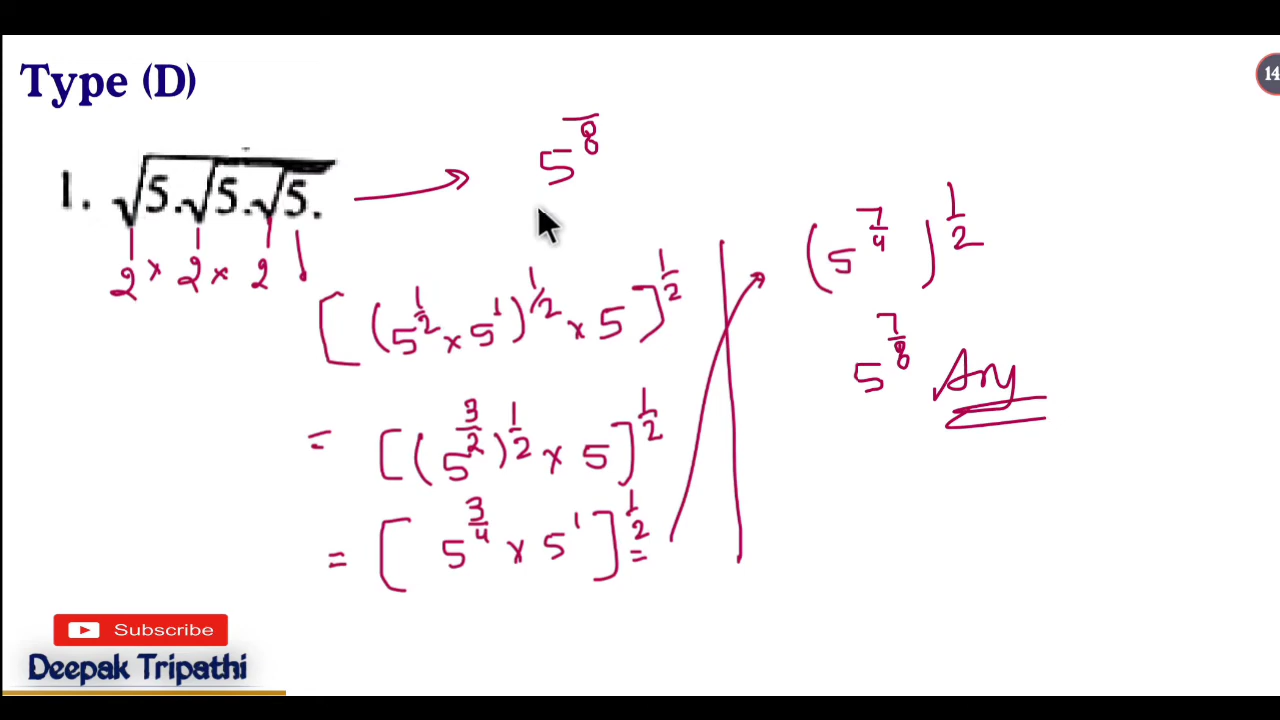 14
Type (D)
1. √5.√5.√5. → 5^‾8
2 × 2 × 2
[(5^1/2 × 5^1)^1/2 × 5]^1/2
= [(5^3/2)^1/2 × 5]^1/2
= [5^3/4 × 5^1]^1/2 =
(5^7/4)^1/2
5^7/8 Ans
Subscribe
Deepak Tripathi